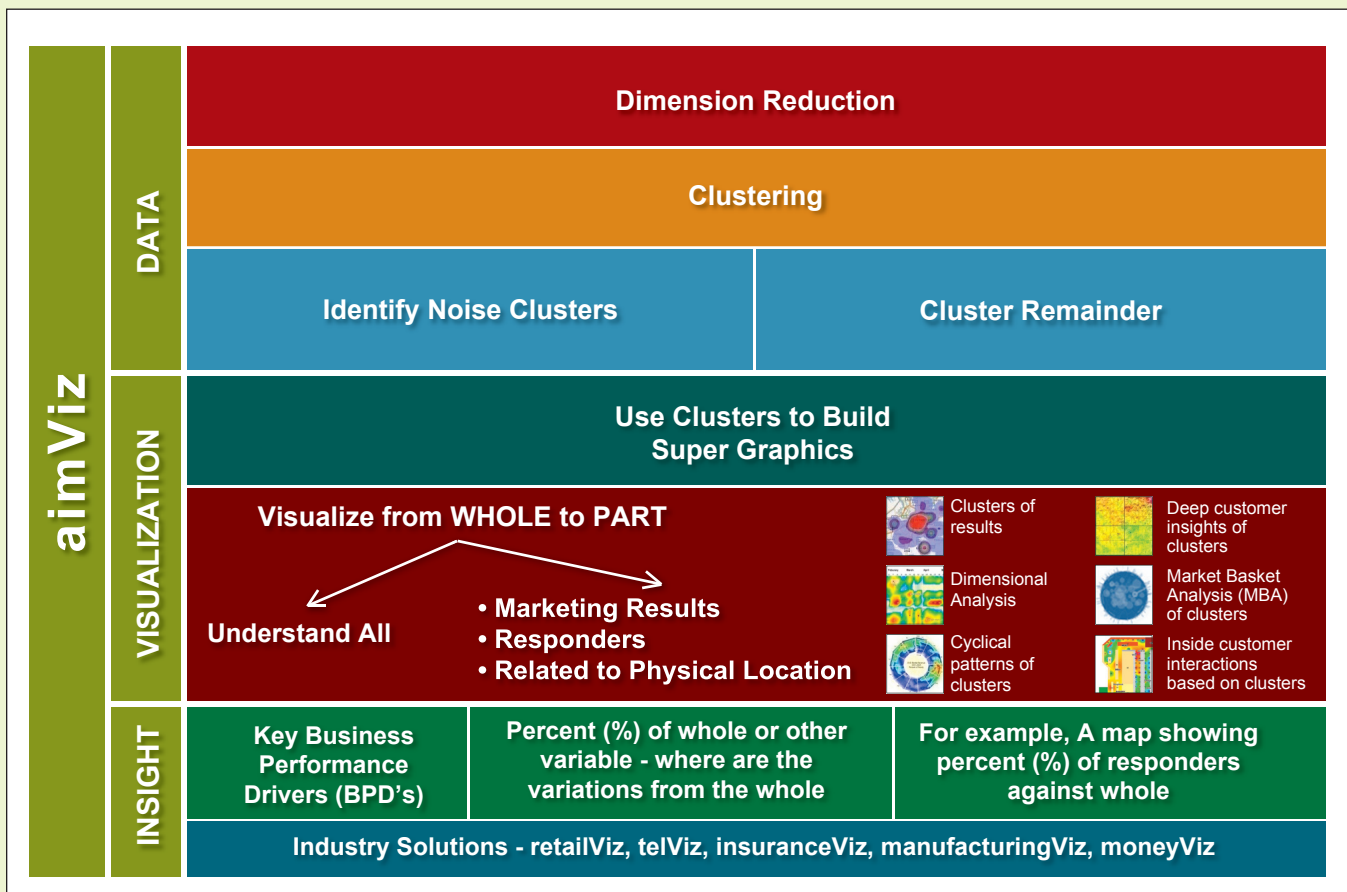 aimViz
DATA
Dimension Reduction
Clustering
Identify Noise Clusters
Cluster Remainder
VISUALIZATION
Use Clusters to Build
Super Graphics
Visualize from WHOLE to PART
Understand All
• Marketing Results
• Responders
• Related to Physical Location
Clusters of
results
Dimensional
Analysis
Cyclical
patterns of
clusters
Deep customer
insights of
clusters
Market Basket
Analysis (MBA)
of clusters
Inside customer
interactions
based on clusters
INSIGHT
Key Business
Performance
Drivers (BPD's)
Percent (%) of whole or other
variable - where are the
variations from the whole
For example, A map showing
percent (%) of responders
against whole
Industry Solutions - retailViz, telViz, insuranceViz, manufacturingViz, moneyViz